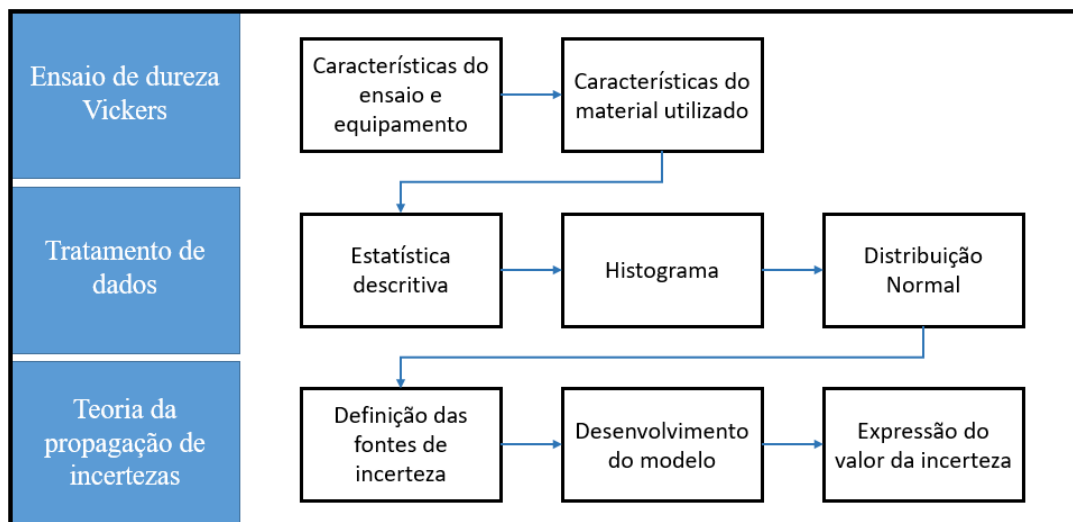 Ensaio de dureza
Vickers
Características do
ensaio e
equipamento
Características do
material utilizado
Tratamento de
dados
Estatística
descritiva
Histograma
Distribuição
Normal
Teoria da
propagação de
incertezas
Definição das
fontes de
incerteza
Desenvolvimento
do modelo
Expressão do
valor da incerteza